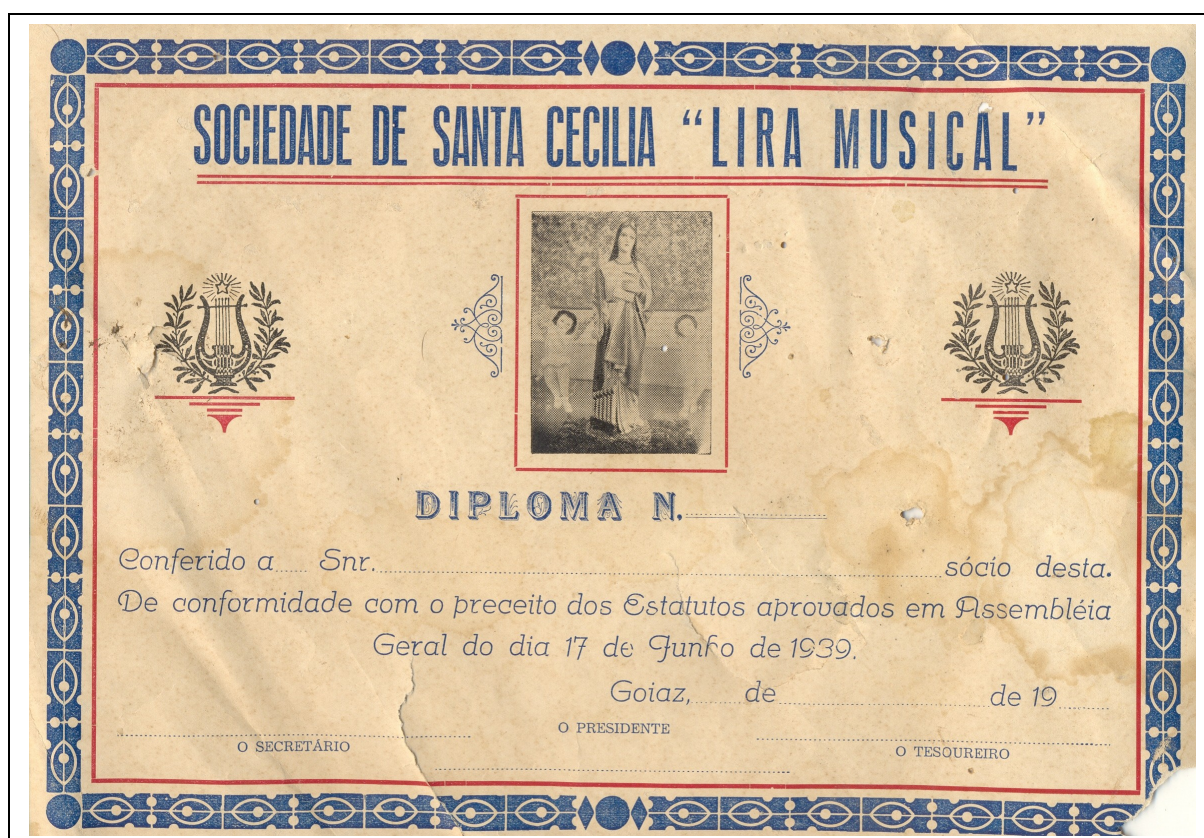 SOCIEDADE DE SANTA CECILIA “LIRA MUSICAL”
DIPLOMA N.
Conferido a Snr. sócio desta.
De conformidade com o preceito dos Estatutos aprovados em Assembléia
Geral do dia 17 de Junho de 1939.
Goiaz, de de 19
O SECRETÁRIO O PRESIDENTE O TESOUREIRO